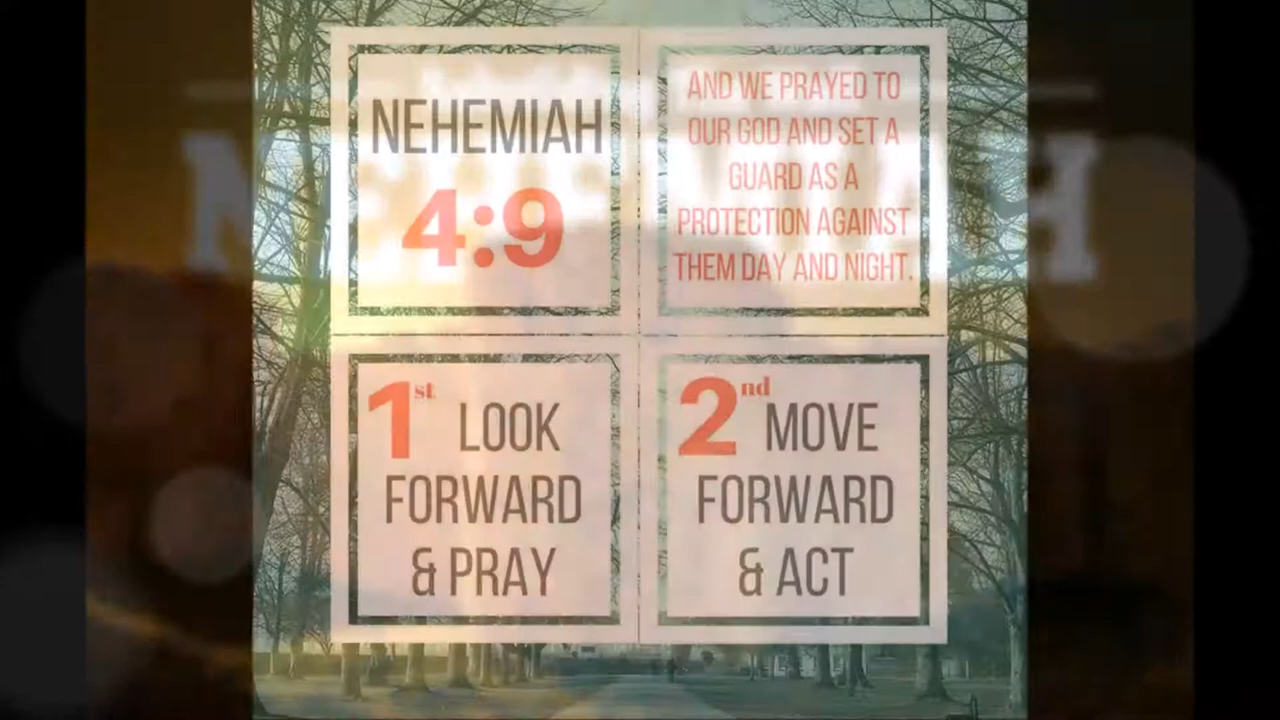 NEHEMIAH
4:9
AND WE PRAYED TO
OUR GOD AND SET A
GUARD AS A
PROTECTION AGAINST
THEM DAY AND NIGHT.
1st LOOK
FORWARD
& PRAY
2nd MOVE
FORWARD
& ACT